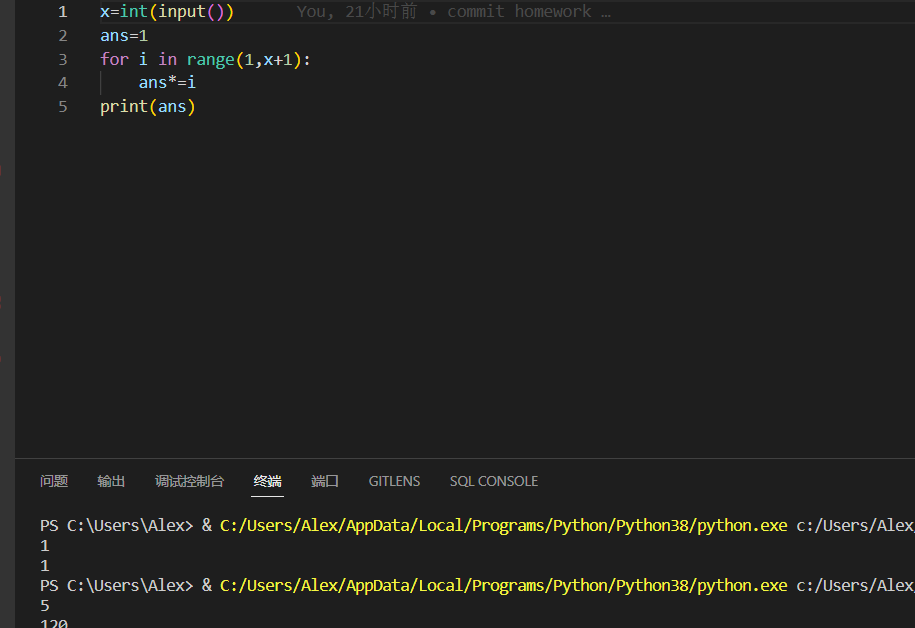 1 x=int(input()) You, 21小时前 • commit homework …
2 ans=1
3 for i in range(1,x+1):
4 ans*=i
5 print(ans)
问题 输出 调试控制台 终端 端口 GITLENS SQL CONSOLE
PS C:\Users\Alex> & C:/Users/Alex/AppData/Local/Programs/Python/Python38/python.exe c:/Users/Alex/
1
1
PS C:\Users\Alex> & C:/Users/Alex/AppData/Local/Programs/Python/Python38/python.exe c:/Users/Alex/
5
120